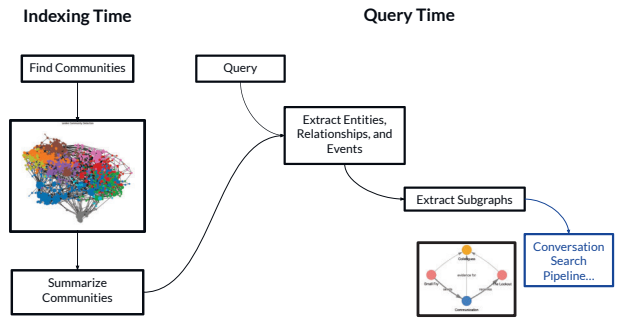 Indexing Time
Query Time
Find Communities
Query
Extract Entities,
Relationships, and
Events
Extract Subgraphs
Conversation
Search
Pipeline...
Summarize
Communities